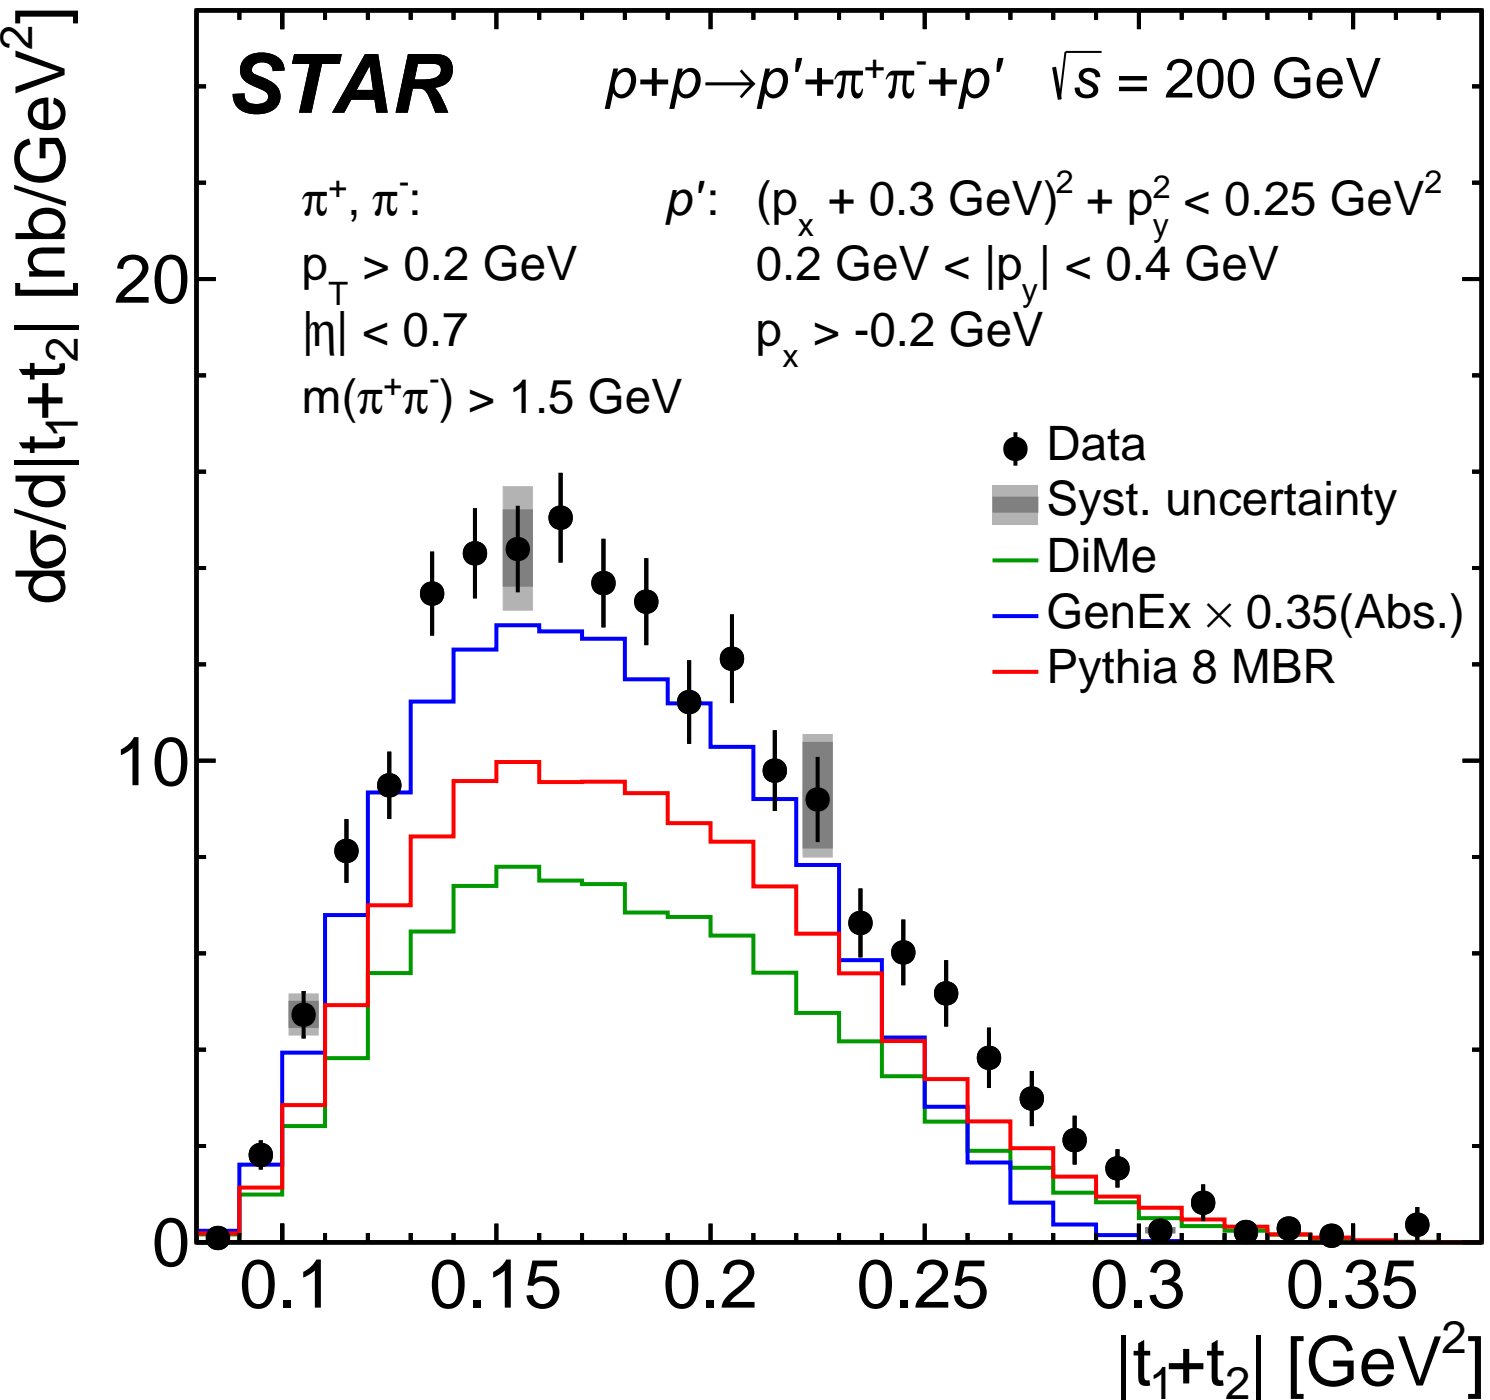 dσ/d|t₁+t₂| [nb/GeV²]
STAR p+p→p′+π⁺π⁻+p′ √s = 200 GeV
π⁺, π⁻: p′: (pₓ + 0.3 GeV)² + p_y² < 0.25 GeV²
p_T > 0.2 GeV 0.2 GeV < |p_y| < 0.4 GeV
|η| < 0.7 pₓ > -0.2 GeV
m(π⁺π⁻) > 1.5 GeV
Data
Syst. uncertainty
DiMe
GenEx × 0.35(Abs.)
Pythia 8 MBR
20
10
0
0.1 0.15 0.2 0.25 0.3 0.35
|t₁+t₂| [GeV²]